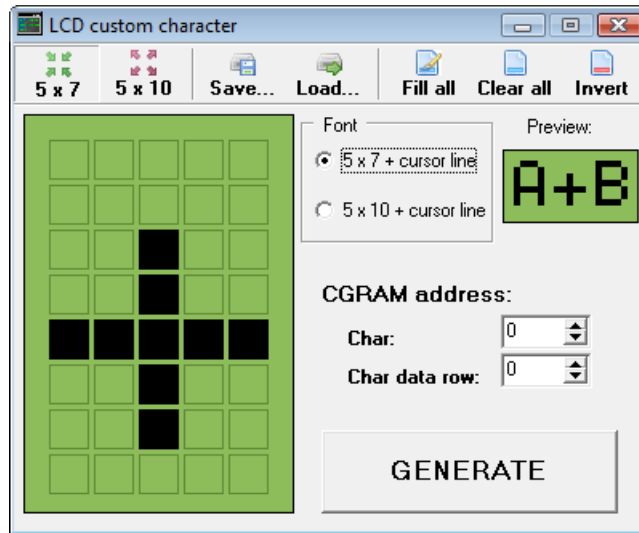 LCD custom character
5 x 7 5 x 10 Save... Load... Fill all Clear all Invert
Font
5 x 7 + cursor line
5 x 10 + cursor line
Preview:
A+B
CGRAM address:
Char: 0
Char data row: 0
GENERATE